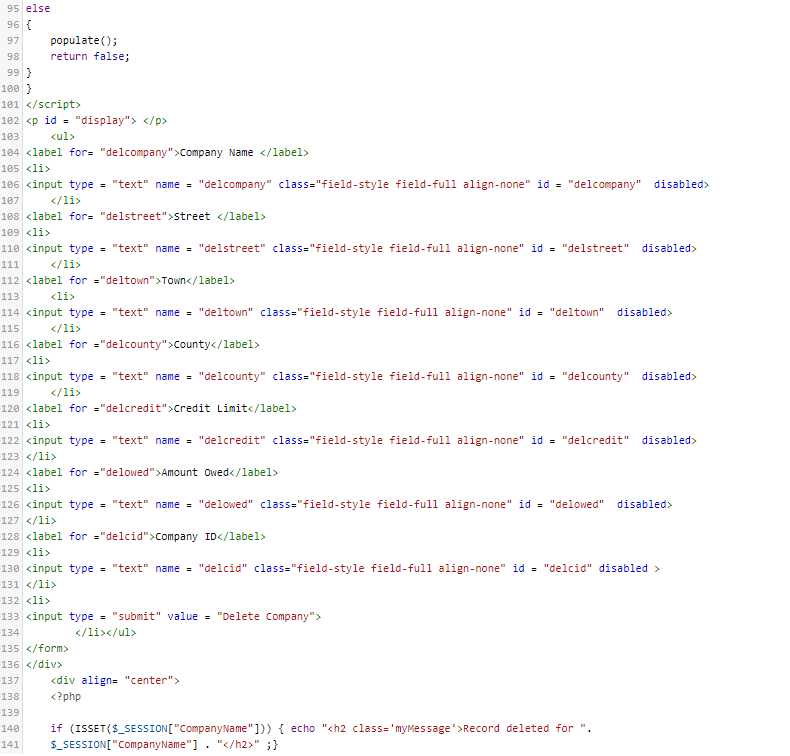 95 else
96 {
97 populate();
98 return false;
99 }
100 }
101 </script>
102 <p id = "display"> </p>
103 <ul>
104 <label for= "delcompany">Company Name </label>
105 <li>
106 <input type = "text" name = "delcompany" class="field-style field-full align-none" id = "delcompany"  disabled>
107 </li>
108 <label for= "delstreet">Street </label>
109 <li>
110 <input type = "text" name = "delstreet" class="field-style field-full align-none" id = "delstreet"  disabled>
111 </li>
112 <label for ="deltown">Town</label>
113 <li>
114 <input type = "text" name = "deltown" class="field-style field-full align-none" id = "deltown"  disabled>
115 </li>
116 <label for ="delcounty">County</label>
117 <li>
118 <input type = "text" name = "delcounty" class="field-style field-full align-none" id = "delcounty"  disabled>
119 </li>
120 <label for ="delcredit">Credit Limit</label>
121 <li>
122 <input type = "text" name = "delcredit" class="field-style field-full align-none" id = "delcredit"  disabled>
123 </li>
124 <label for ="delowed">Amount Owed</label>
125 <li>
126 <input type = "text" name = "delowed" class="field-style field-full align-none" id = "delowed"  disabled>
127 </li>
128 <label for ="delcid">Company ID</label>
129 <li>
130 <input type = "text" name = "delcid" class="field-style field-full align-none" id = "delcid" disabled >
131 </li>
132 <li>
133 <input type = "submit" value = "Delete Company">
134 </li></ul>
135 </form>
136 </div>
137 <div align= "center">
138 <?php
139
140 if (ISSET($_SESSION["CompanyName"])) { echo "<h2 class='myMessage'>Record deleted for ".
141 $_SESSION["CompanyName"] . "</h2>" ;}